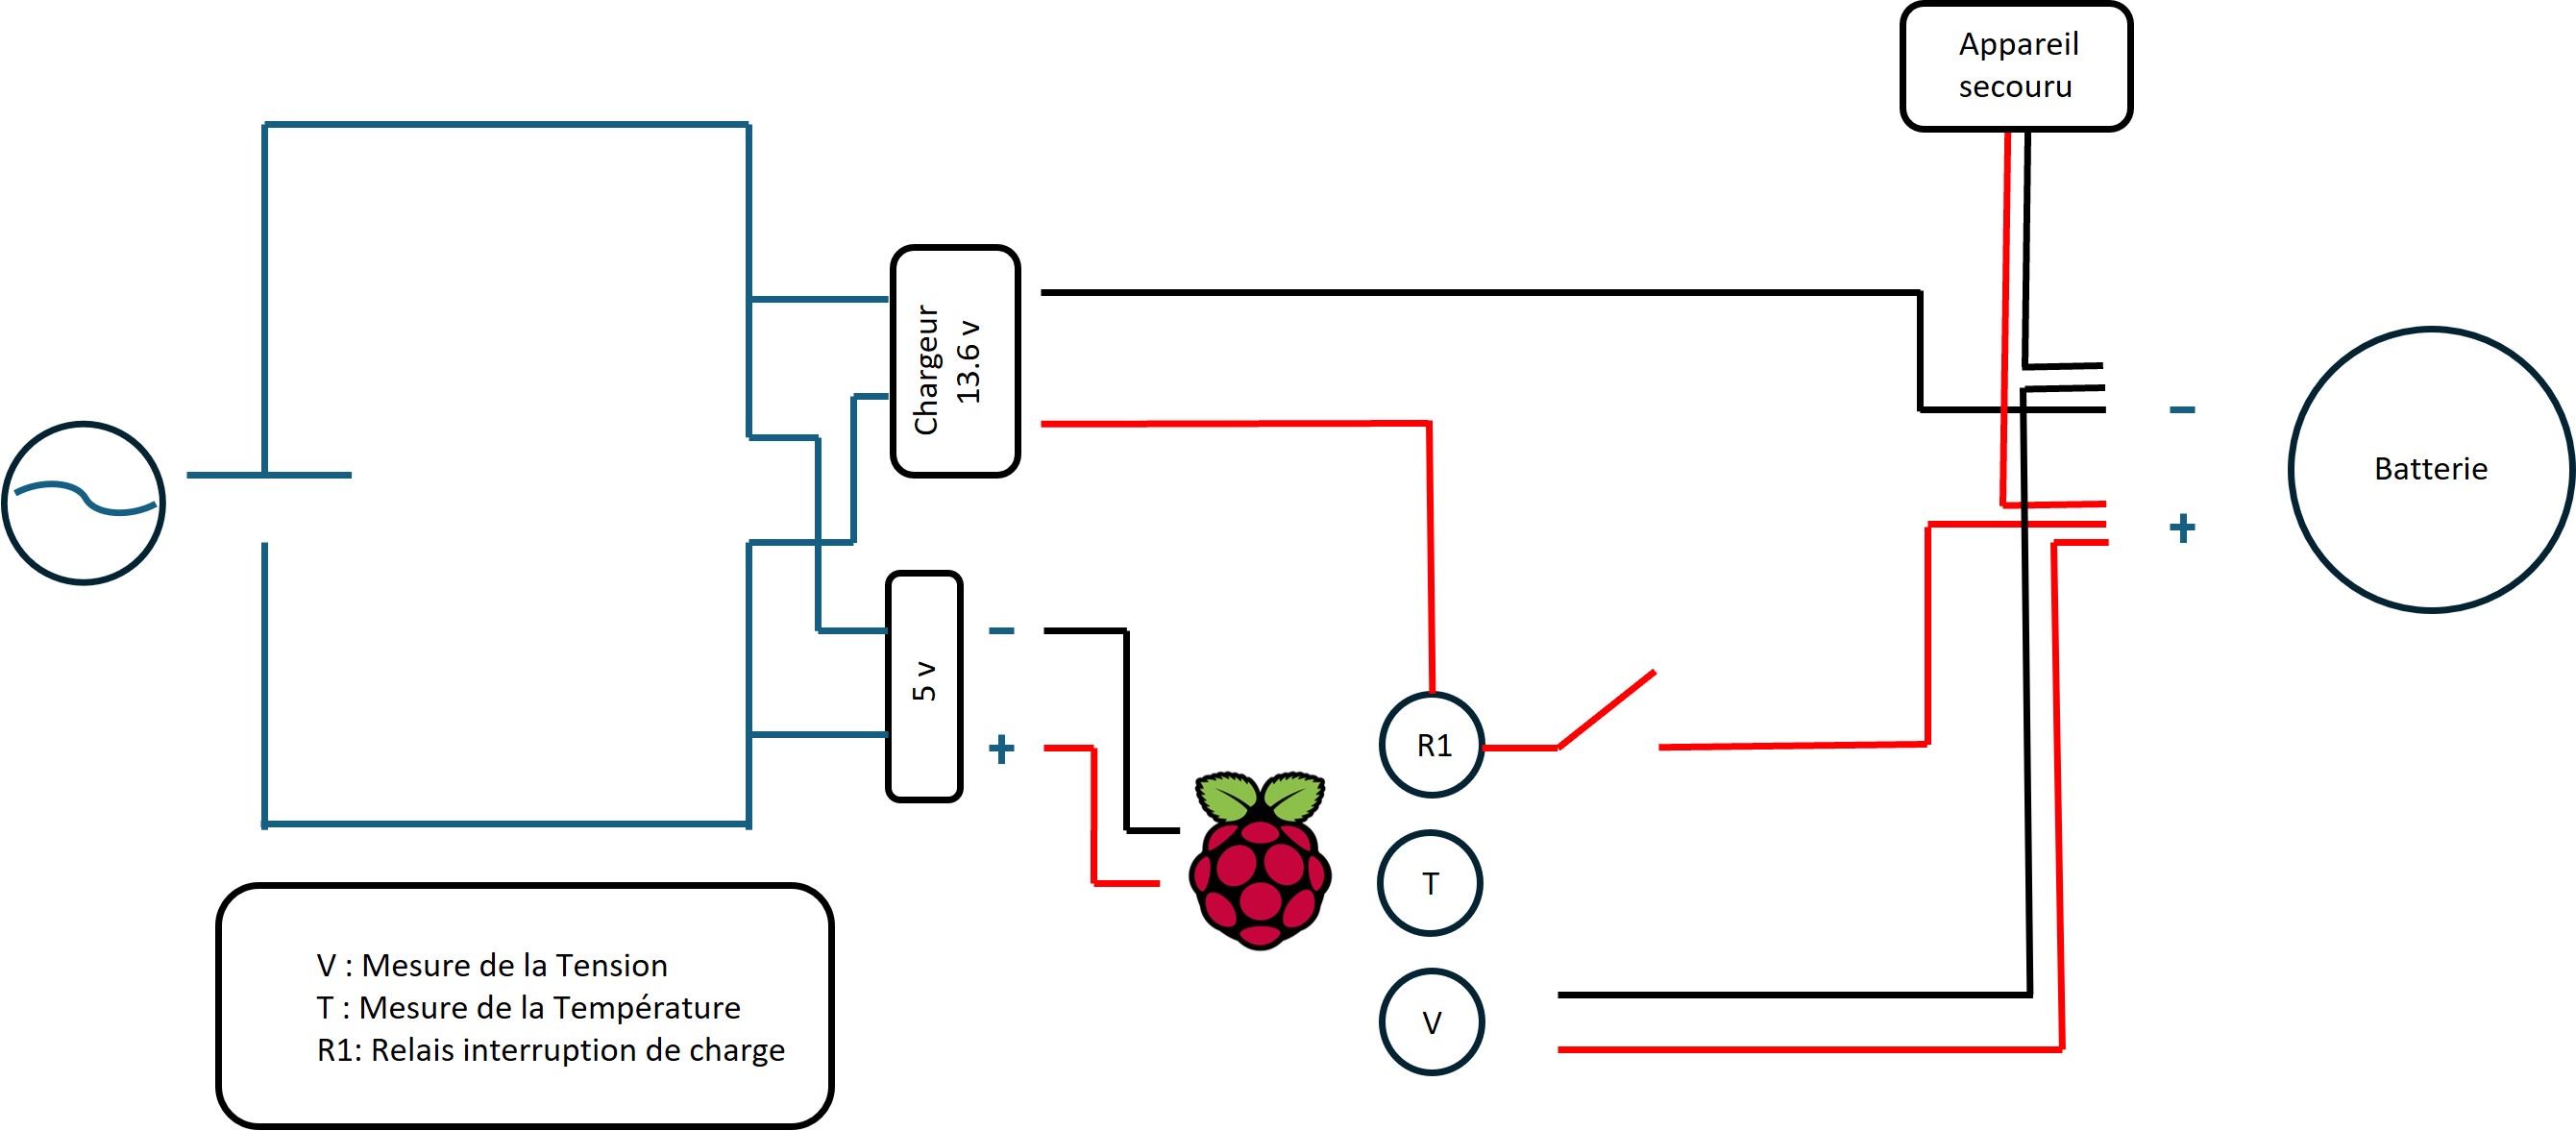 Appareil
secouru
Chargeur
13.6 v
-
+
Batterie
-
+
5 v
R1
T
V
V : Mesure de la Tension
T : Mesure de la Température
R1: Relais interruption de charge